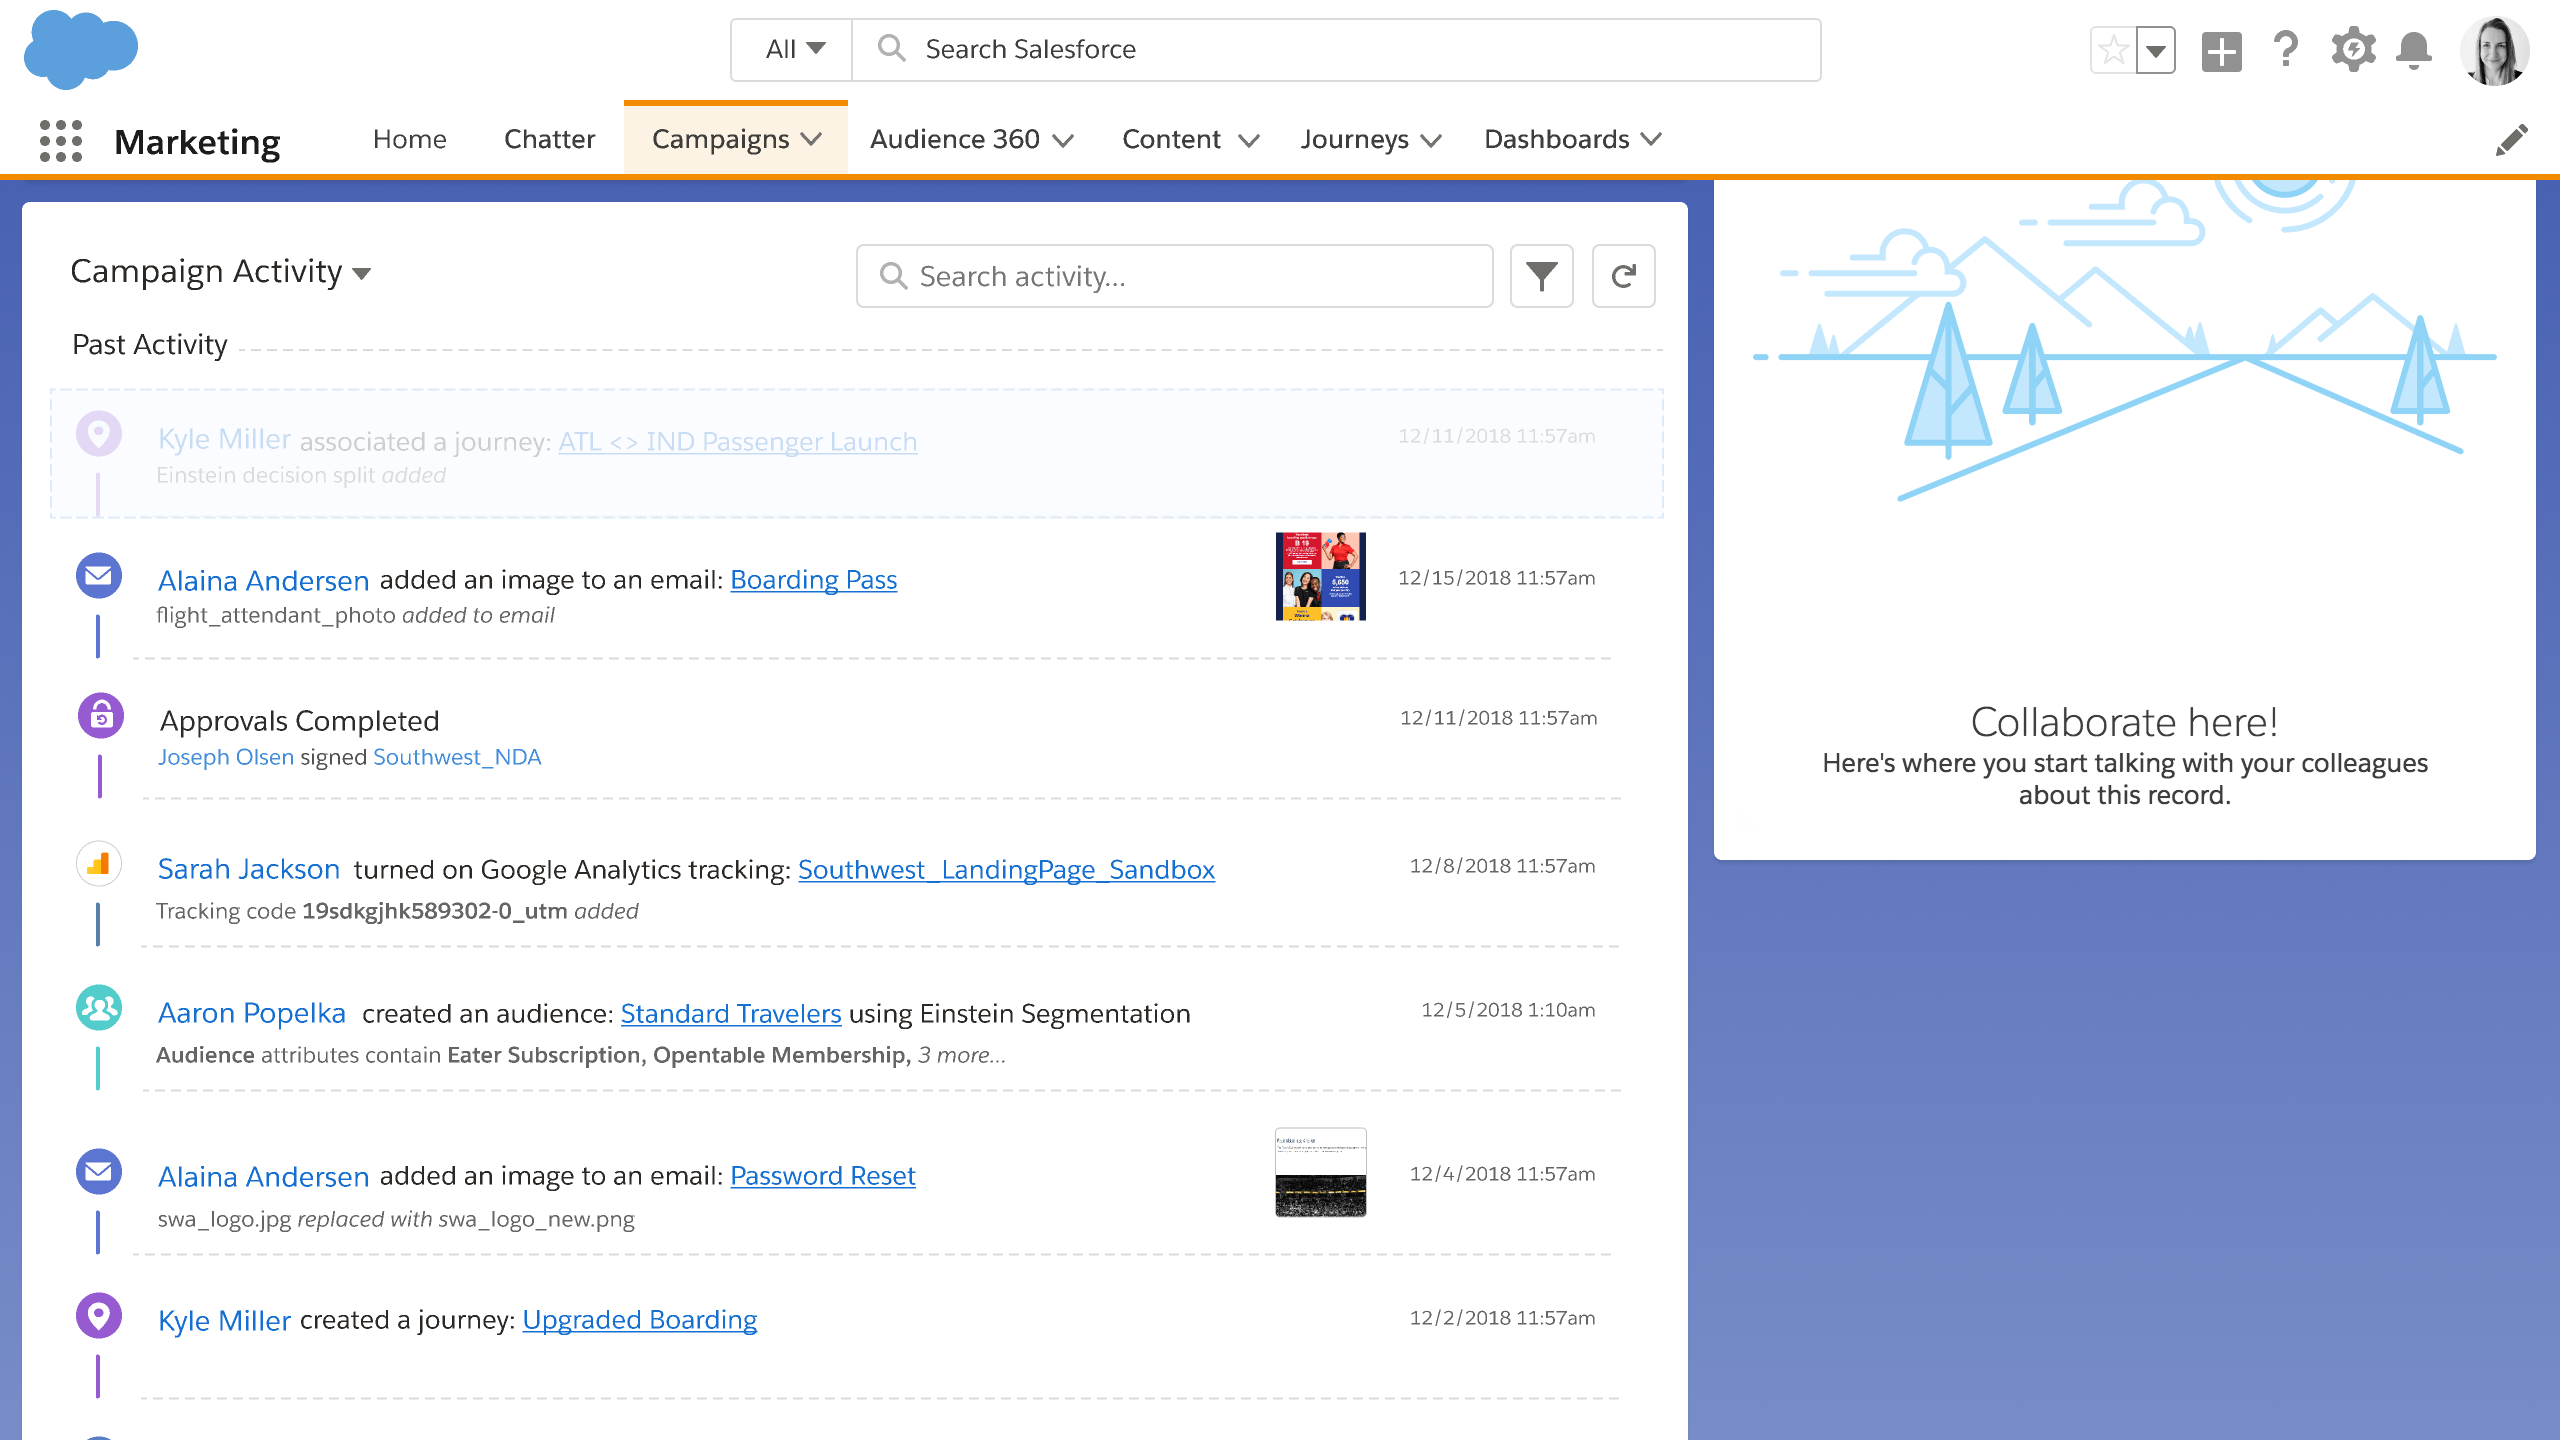 All Search Salesforce
Marketing Home Chatter Campaigns Audience 360 Content Journeys Dashboards
Campaign Activity Search activity...
Past Activity
Kyle Miller associated a journey: ATL <> IND Passenger Launch 12/11/2018 11:57am
Einstein decision split added
Alaina Andersen added an image to an email: Boarding Pass 12/15/2018 11:57am
flight_attendant_photo added to email
B 19
5,650
Approvals Completed 12/11/2018 11:57am
Joseph Olsen signed Southwest_NDA
Sarah Jackson turned on Google Analytics tracking: Southwest_LandingPage_Sandbox 12/8/2018 11:57am
Tracking code 19sdkgjhk589302-0_utm added
Aaron Popelka created an audience: Standard Travelers using Einstein Segmentation 12/5/2018 1:10am
Audience attributes contain Eater Subscription, Opentable Membership, 3 more...
Alaina Andersen added an image to an email: Password Reset 12/4/2018 11:57am
swa_logo.jpg replaced with swa_logo_new.png
Kyle Miller created a journey: Upgraded Boarding 12/2/2018 11:57am
Collaborate here!
Here's where you start talking with your colleagues
about this record.